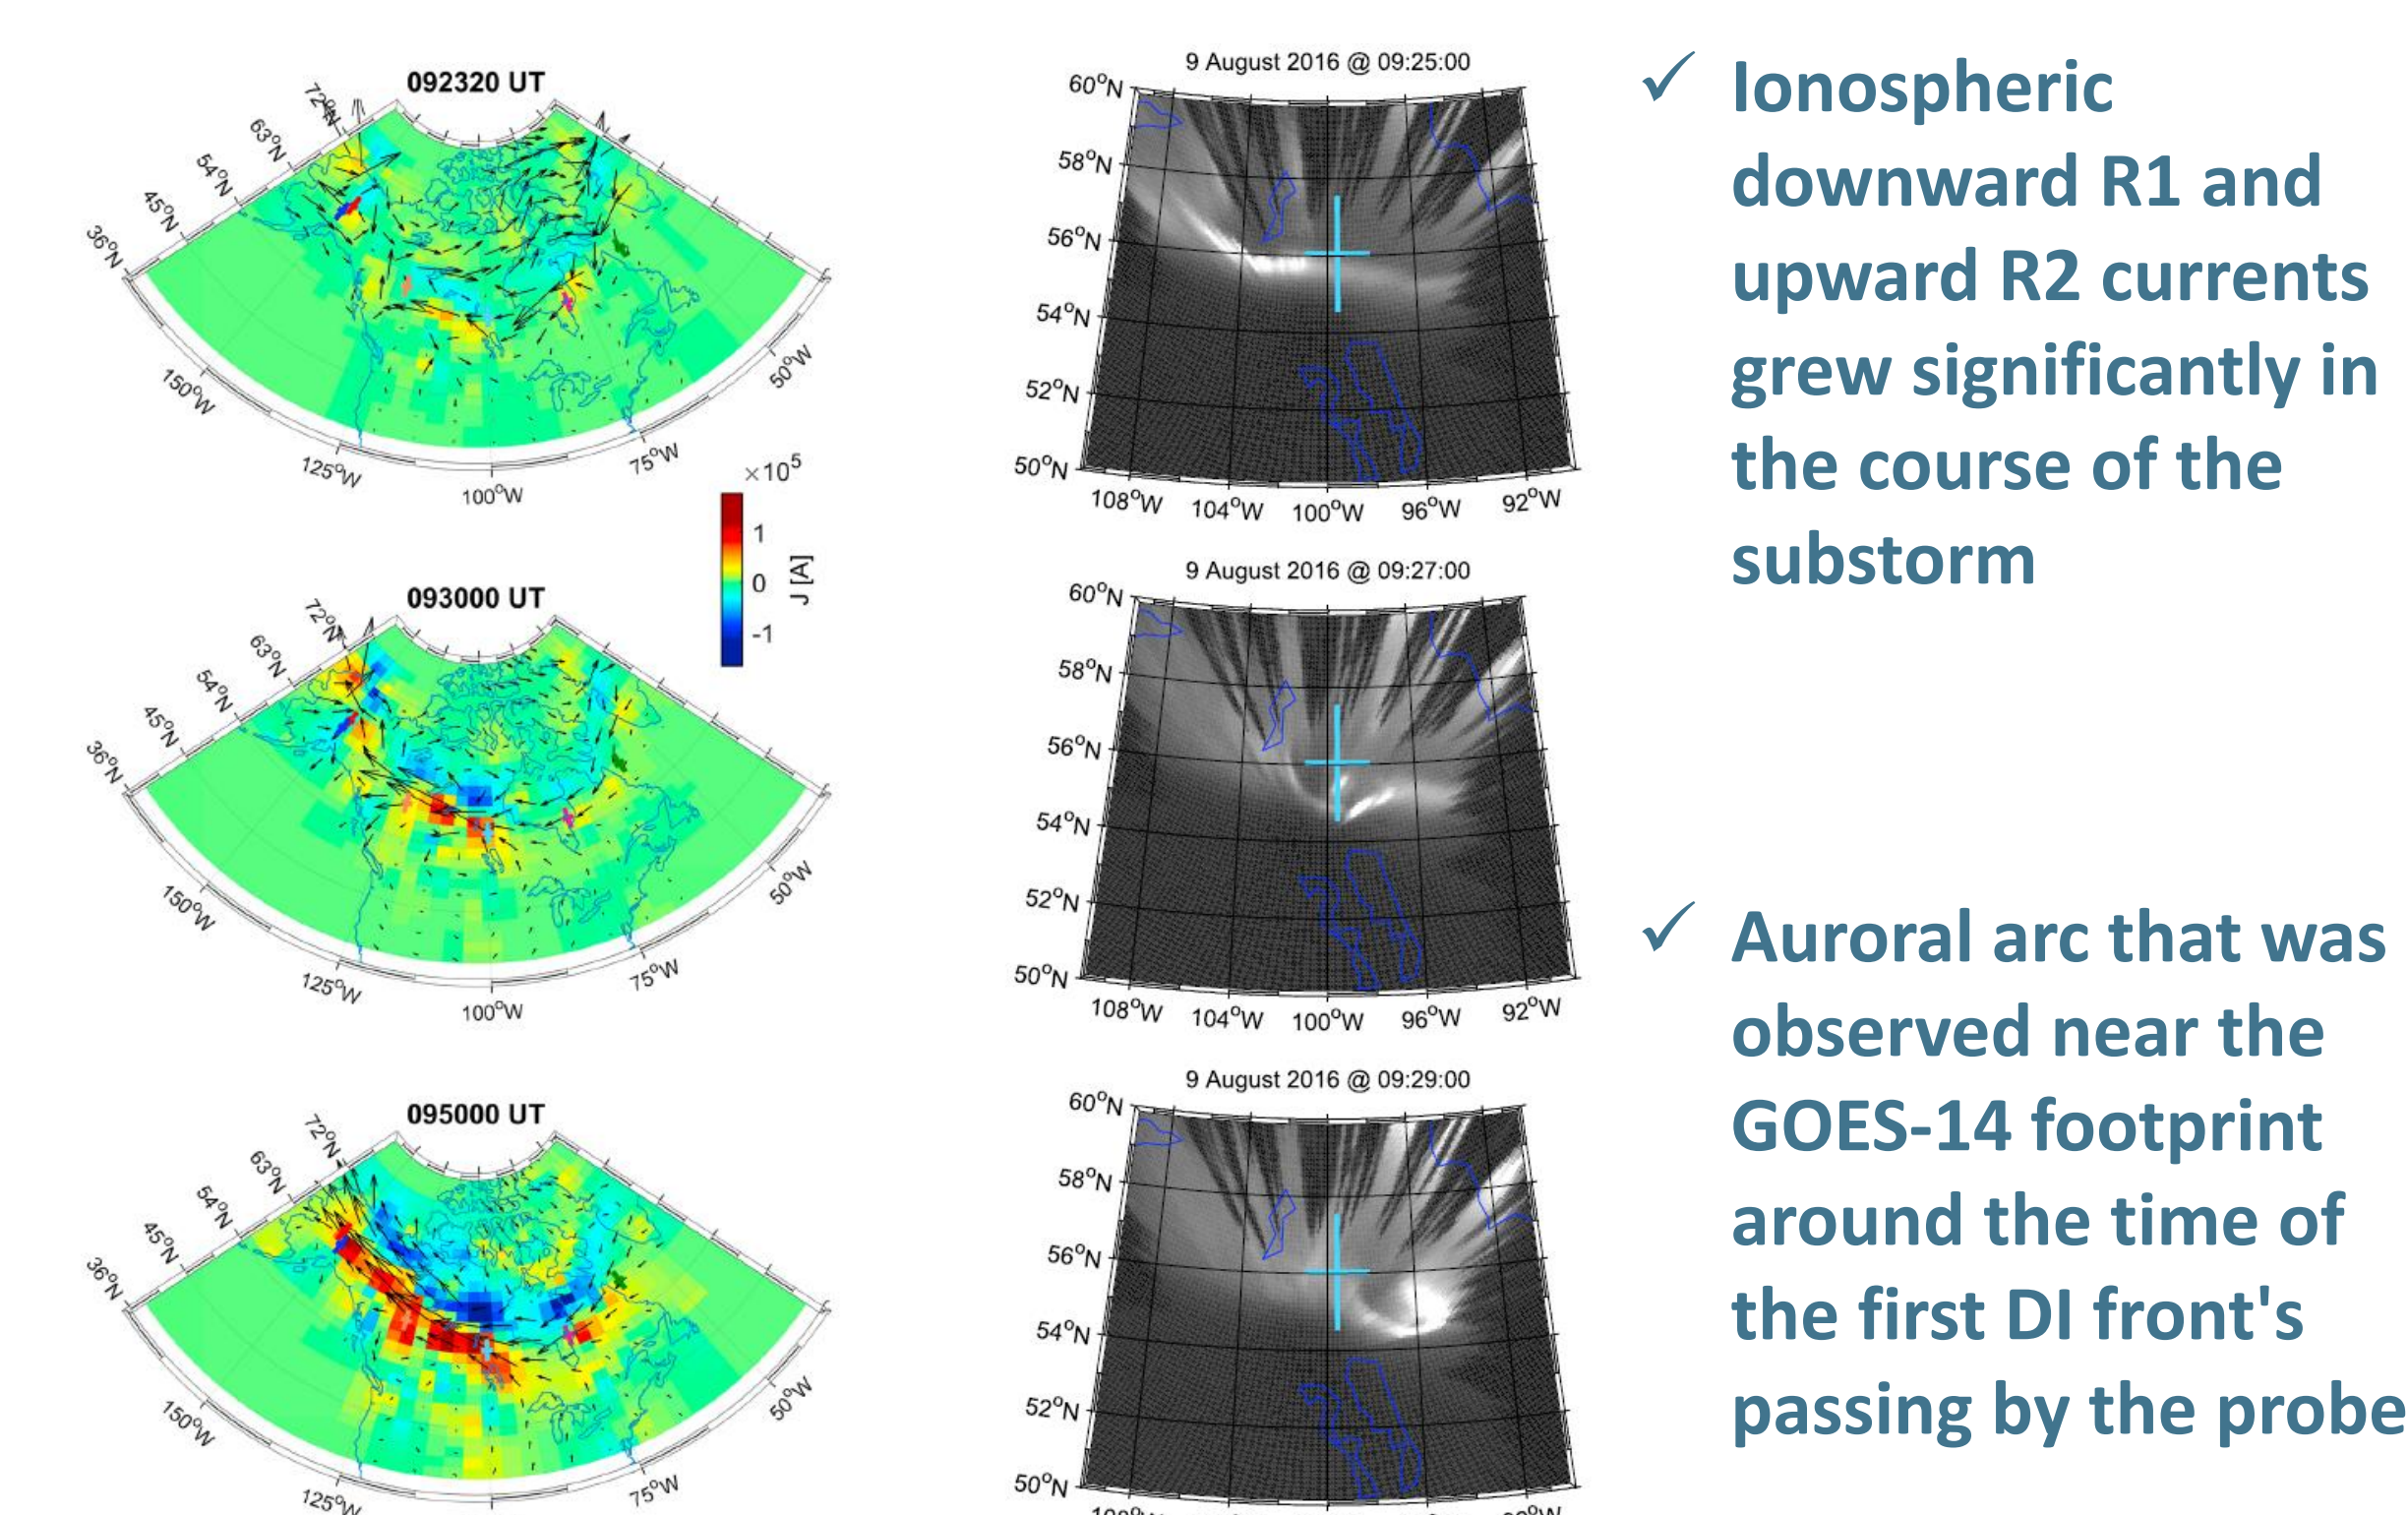 092320 UT
72°N
63°N
54°N
45°N
36°N
150°W
125°W
100°W
75°W
50°W
×10⁵
1
0
-1
J [A]
093000 UT
72°N
63°N
54°N
45°N
36°N
150°W
125°W
100°W
75°W
50°W
095000 UT
72°N
63°N
54°N
45°N
36°N
150°W
125°W
75°W
50°W
9 August 2016 @ 09:25:00
60°N
58°N
56°N
54°N
52°N
50°N
108°W 104°W 100°W 96°W 92°W
9 August 2016 @ 09:27:00
60°N
58°N
56°N
54°N
52°N
50°N
108°W 104°W 100°W 96°W 92°W
9 August 2016 @ 09:29:00
60°N
58°N
56°N
54°N
52°N
50°N
✓ Ionospheric
downward R1 and
upward R2 currents
grew significantly in
the course of the
substorm
✓ Auroral arc that was
observed near the
GOES-14 footprint
around the time of
the first DI front's
passing by the probe